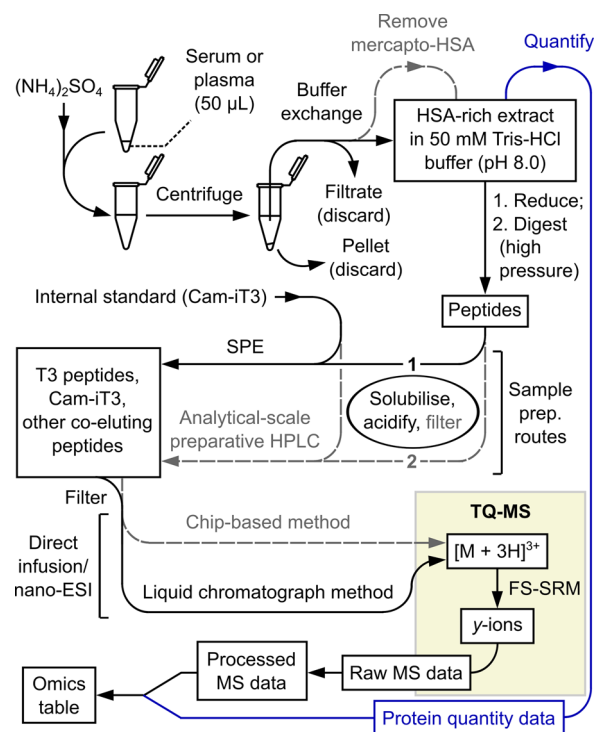 Remove
mercapto-HSA
Quantify
Serum or
plasma
(50 µL)
(NH₄)₂SO₄
Buffer
exchange
HSA-rich extract
in 50 mM Tris-HCl
buffer (pH 8.0)
Centrifuge
Filtrate
(discard)
Pellet
(discard)
1. Reduce;
2. Digest
(high
pressure)
Internal standard (Cam-iT3)
Peptides
SPE
1
T3 peptides,
Cam-iT3,
other co-eluting
peptides
Solubilise,
acidify, filter
Analytical-scale
preparative HPLC
2
Sample
prep.
routes
Filter
TQ-MS
Chip-based method
[M + 3H]³⁺
Direct
infusion/
nano-ESI
Liquid chromatograph method
FS-SRM
y-ions
Processed
MS data
Raw MS data
Omics
table
Protein quantity data